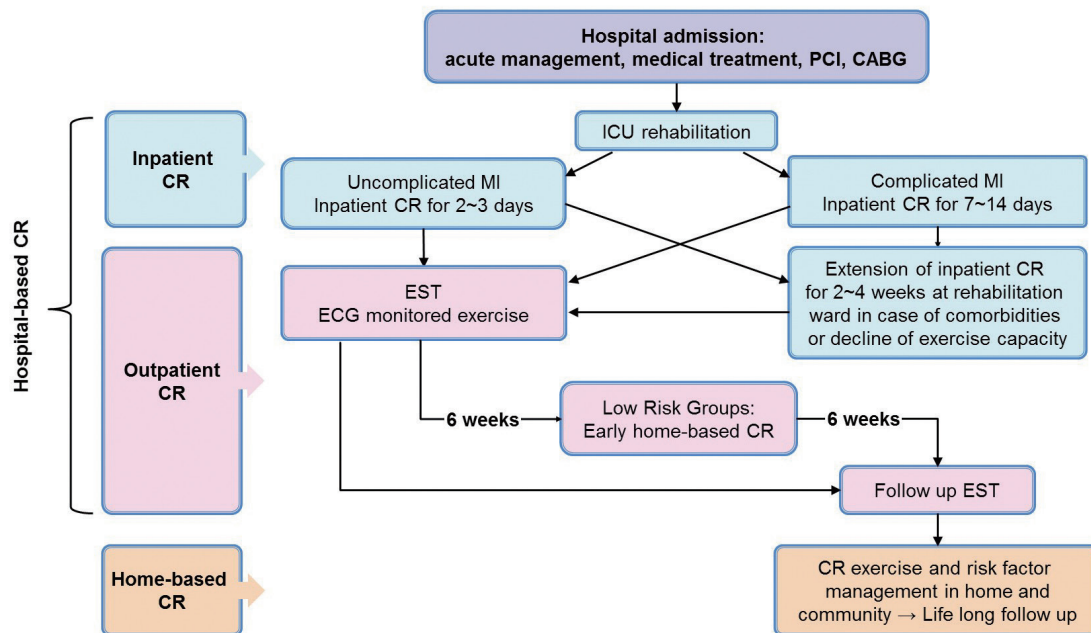 Hospital admission:
acute management, medical treatment, PCI, CABG
ICU rehabilitation
Hospital-based CR
Inpatient
CR
Uncomplicated MI
Inpatient CR for 2~3 days
Complicated MI
Inpatient CR for 7~14 days
Outpatient
CR
EST
ECG monitored exercise
Extension of inpatient CR
for 2~4 weeks at rehabilitation
ward in case of comorbidities
or decline of exercise capacity
6 weeks
Low Risk Groups:
Early home-based CR
6 weeks
Follow up EST
Home-based
CR
CR exercise and risk factor
management in home and
community → Life long follow up